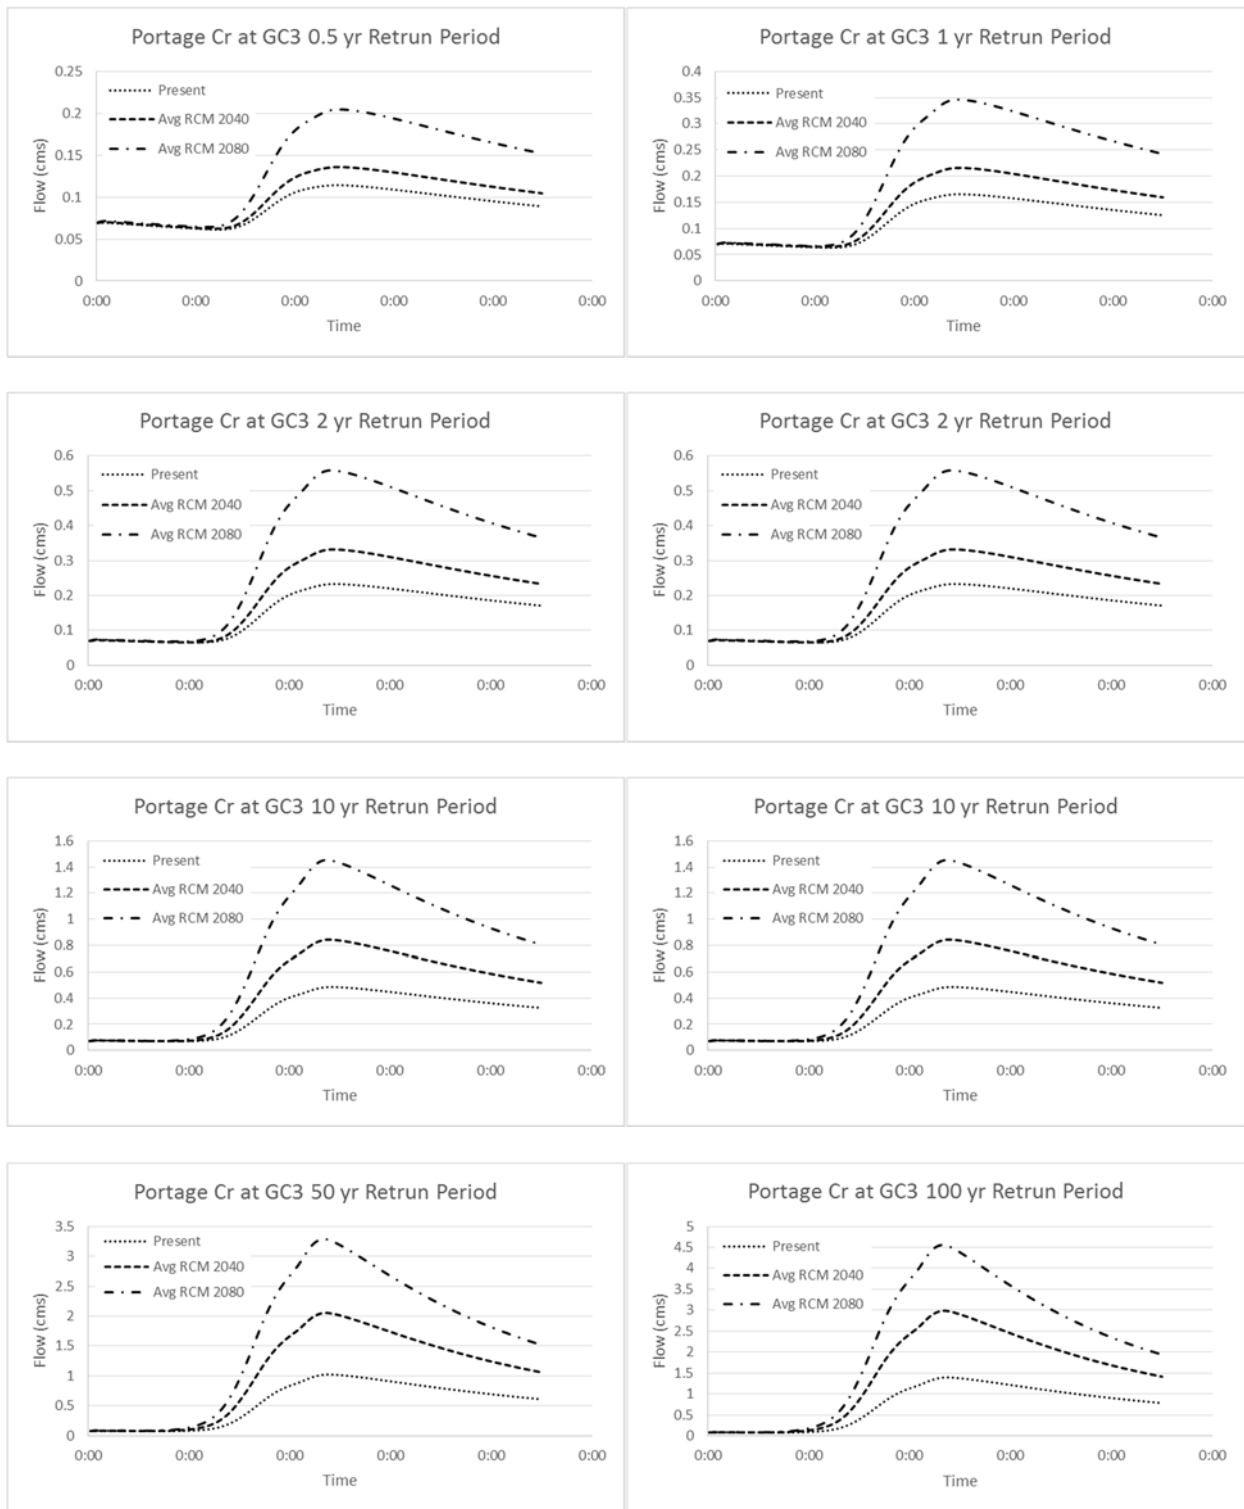 Portage Cr at GC3 0.5 yr Retrun Period
0.25
0.2
0.15
0.1
0.05
0
Flow (cms)
Present
Avg RCM 2040
Avg RCM 2080
0:00 0:00 0:00 0:00 0:00 0:00
Time
Portage Cr at GC3 1 yr Retrun Period
0.4
0.35
0.3
0.25
0.2
0.15
0.1
0.05
0
Flow (cms)
Present
Avg RCM 2040
Avg RCM 2080
0:00 0:00 0:00 0:00 0:00 0:00
Time
Portage Cr at GC3 2 yr Retrun Period
0.6
0.5
0.4
0.3
0.2
0.1
0
Flow (cms)
Present
Avg RCM 2040
Avg RCM 2080
0:00 0:00 0:00 0:00 0:00 0:00
Time
Portage Cr at GC3 2 yr Retrun Period
0.6
0.5
0.4
0.3
0.2
0.1
0
Flow (cms)
Present
Avg RCM 2040
Avg RCM 2080
0:00 0:00 0:00 0:00 0:00 0:00
Time
Portage Cr at GC3 10 yr Retrun Period
1.6
1.4
1.2
1
0.8
0.6
0.4
0.2
0
Flow (cms)
Present
Avg RCM 2040
Avg RCM 2080
0:00 0:00 0:00 0:00 0:00 0:00
Time
Portage Cr at GC3 10 yr Retrun Period
1.6
1.4
1.2
1
0.8
0.6
0.4
0.2
0
Flow (cms)
Present
Avg RCM 2040
Avg RCM 2080
0:00 0:00 0:00 0:00 0:00 0:00
Time
Portage Cr at GC3 50 yr Retrun Period
3.5
3
2.5
2
1.5
1
0.5
0
Flow (cms)
Present
Avg RCM 2040
Avg RCM 2080
0:00 0:00 0:00 0:00 0:00 0:00
Time
Portage Cr at GC3 100 yr Retrun Period
5
4.5
4
3.5
3
2.5
2
1.5
1
0.5
0
Flow (cms)
Present
Avg RCM 2040
Avg RCM 2080
0:00 0:00 0:00 0:00 0:00 0:00
Time